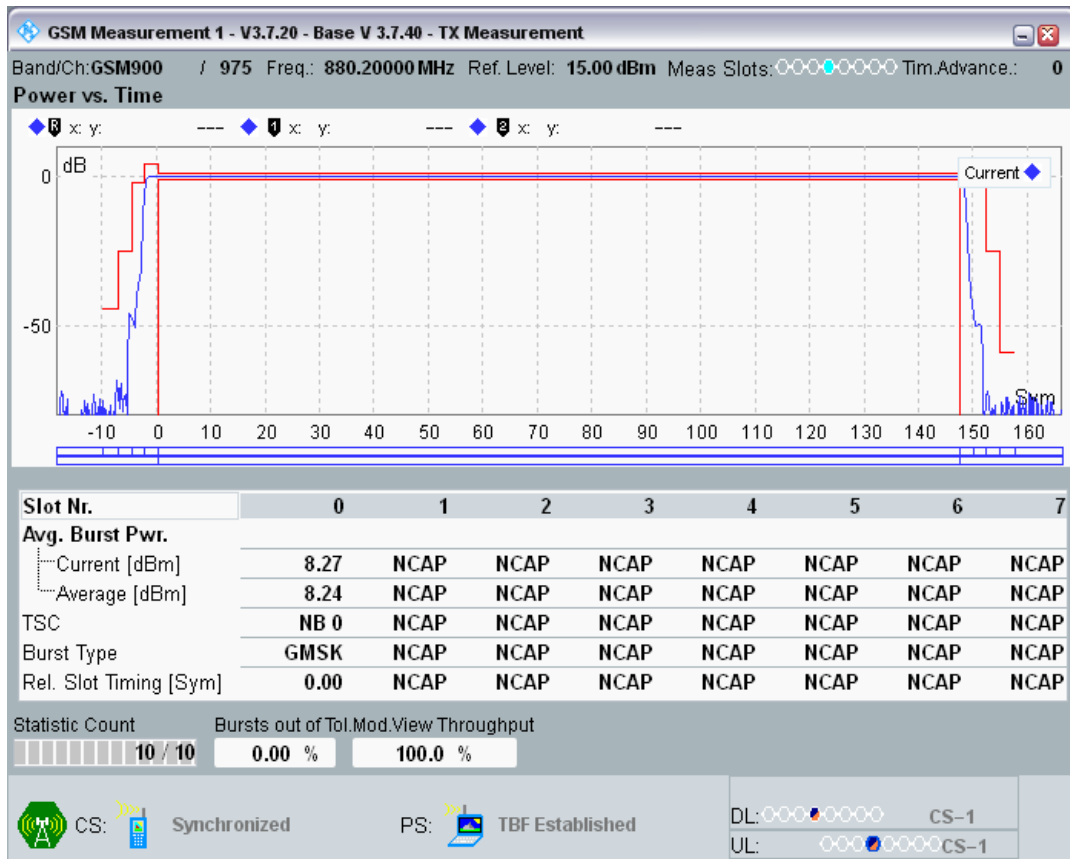 GSM Measurement 1 - V3.7.20 - Base V 3.7.40 - TX Measurement
Band/Ch:GSM900 / 975 Freq.: 880.20000 MHz Ref. Level: 15.00 dBm Meas Slots: Tim.Advance.: 0
Power vs. Time
R x: y: --- 1 x: y: --- 2 x: y: ---
dB
Current
0
-50
Sym
-10 0 10 20 30 40 50 60 70 80 90 100 110 120 130 140 150 160
Slot Nr. 0 1 2 3 4 5 6 7
Avg. Burst Pwr.
Current [dBm] 8.27 NCAP NCAP NCAP NCAP NCAP NCAP NCAP
Average [dBm] 8.24 NCAP NCAP NCAP NCAP NCAP NCAP NCAP
TSC NB 0 NCAP NCAP NCAP NCAP NCAP NCAP NCAP
Burst Type GMSK NCAP NCAP NCAP NCAP NCAP NCAP NCAP
Rel. Slot Timing [Sym] 0.00 NCAP NCAP NCAP NCAP NCAP NCAP NCAP
Statistic Count Bursts out of Tol.Mod.View Throughput
10 / 10 0.00 % 100.0 %
CS: Synchronized PS: TBF Established
DL: CS-1
UL: CS-1